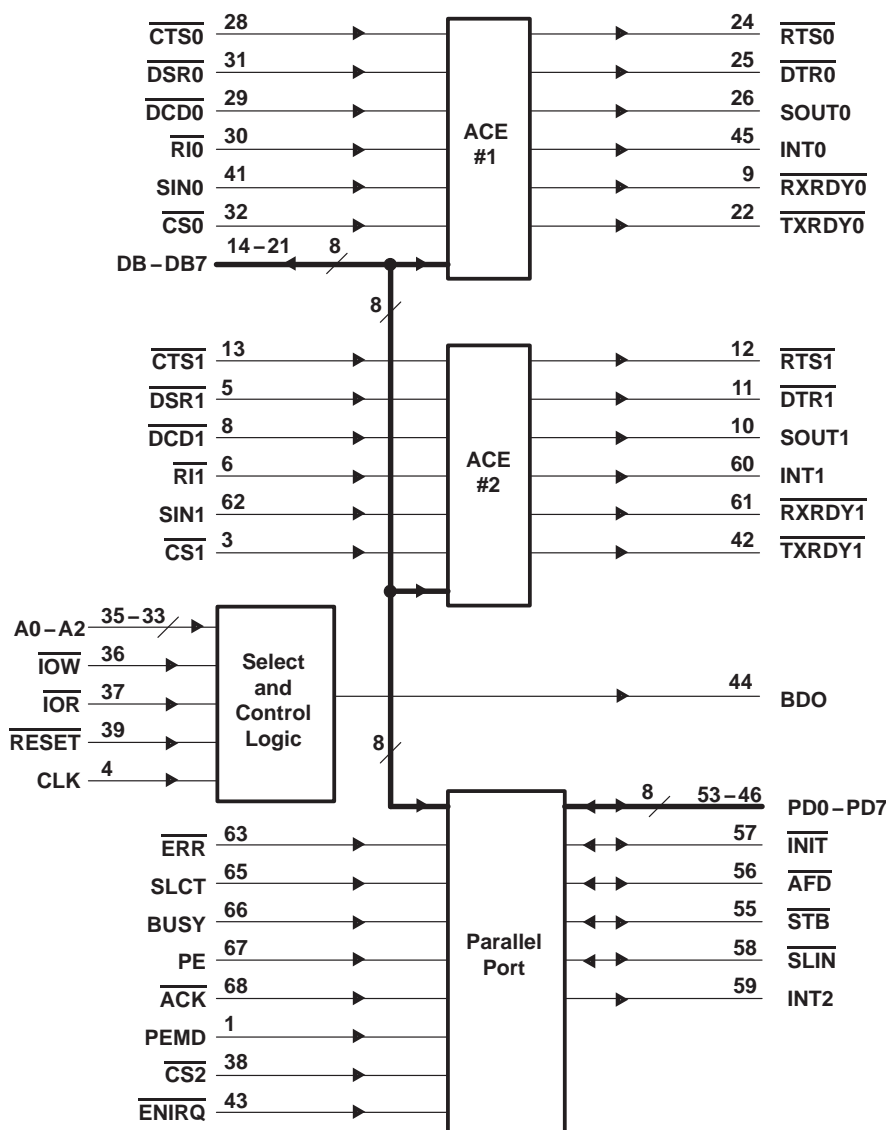 CTS0 28 24 RTS0
DSR0 31 25 DTR0
DCD0 29 26 SOUT0
RI0 30 ACE #1 45 INT0
SIN0 41 9 RXRDY0
CS0 32 22 TXRDY0
DB–DB7 14–21 8
8
CTS1 13 12 RTS1
DSR1 5 11 DTR1
DCD1 8 10 SOUT1
RI1 6 ACE #2 60 INT1
SIN1 62 61 RXRDY1
CS1 3 42 TXRDY1
A0–A2 35–33
IOW 36
IOR 37
RESET 39
CLK 4
Select
and
Control
Logic
44 BDO
8
8 53–46 PD0–PD7
ERR 63 57 INIT
SLCT 65 56 AFD
BUSY 66 55 STB
PE 67 Parallel Port 58 SLIN
ACK 68 59 INT2
PEMD 1
CS2 38
ENIRQ 43